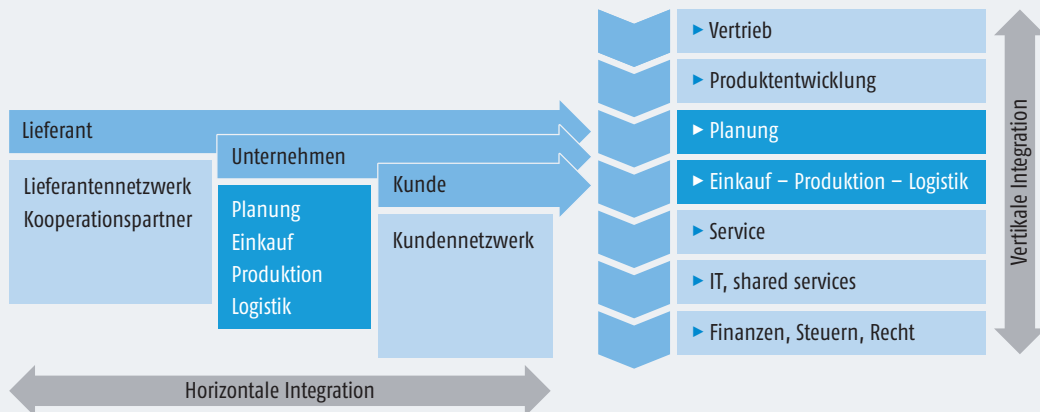 Lieferant
Lieferantennetzwerk
Kooperationspartner
Unternehmen
Planung
Einkauf
Produktion
Logistik
Kunde
Kundennetzwerk
Horizontale Integration
► Vertrieb
► Produktentwicklung
► Planung
► Einkauf – Produktion – Logistik
► Service
► IT, shared services
► Finanzen, Steuern, Recht
Vertikale Integration